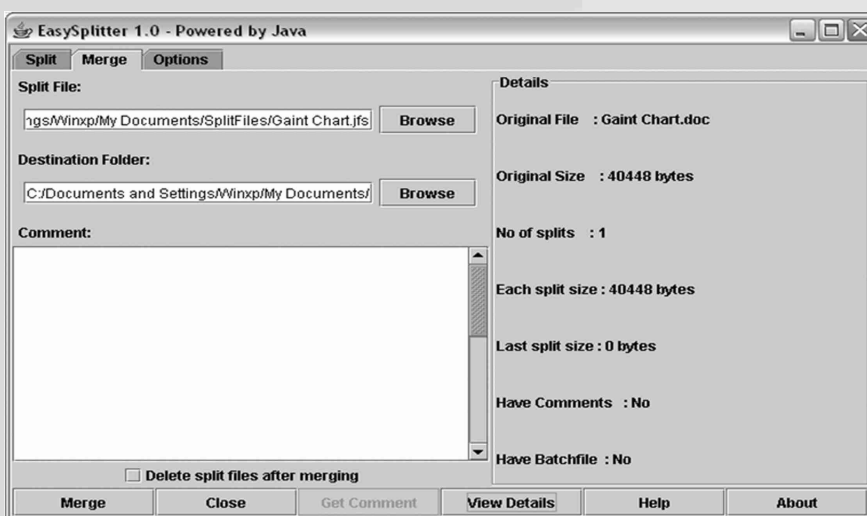 EasySplitter 1.0 - Powered by Java
Split Merge Options
Split File:
ngs/Winxp/My Documents/SplitFiles/Gaint Chart.jfs Browse
Destination Folder:
C:/Documents and Settings/Winxp/My Documents/ Browse
Comment:
Delete split files after merging
Details
Original File : Gaint Chart.doc
Original Size : 40448 bytes
No of splits : 1
Each split size : 40448 bytes
Last split size : 0 bytes
Have Comments : No
Have Batchfile : No
Merge Close Get Comment View Details Help About